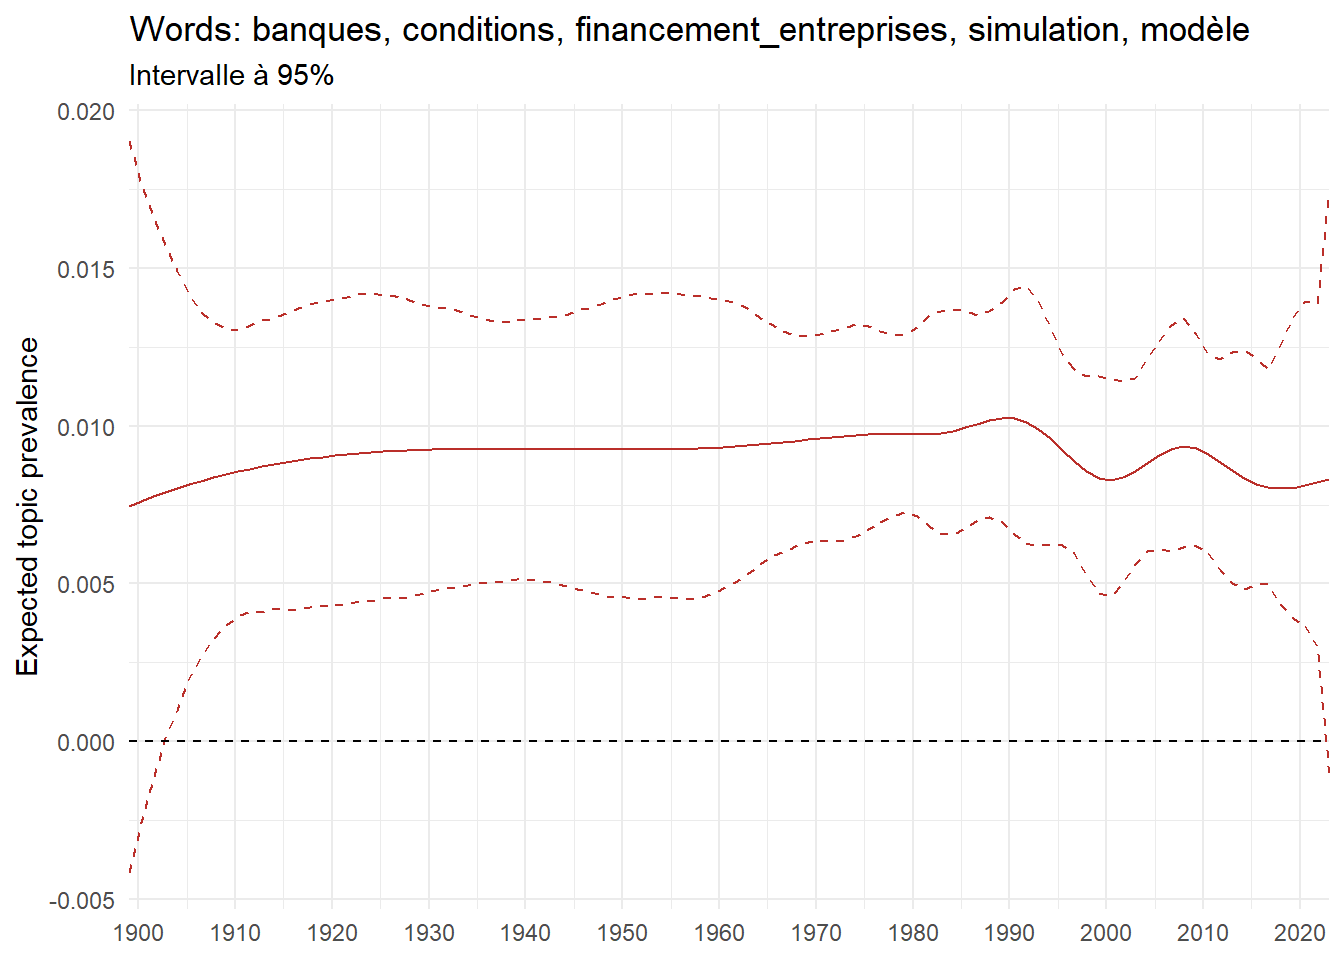 Words: banques, conditions, financement_entreprises, simulation, modèle
Intervalle à 95%
Expected topic prevalence
0.020
0.015
0.010
0.005
0.000
-0.005
1900 1910 1920 1930 1940 1950 1960 1970 1980 1990 2000 2010 2020